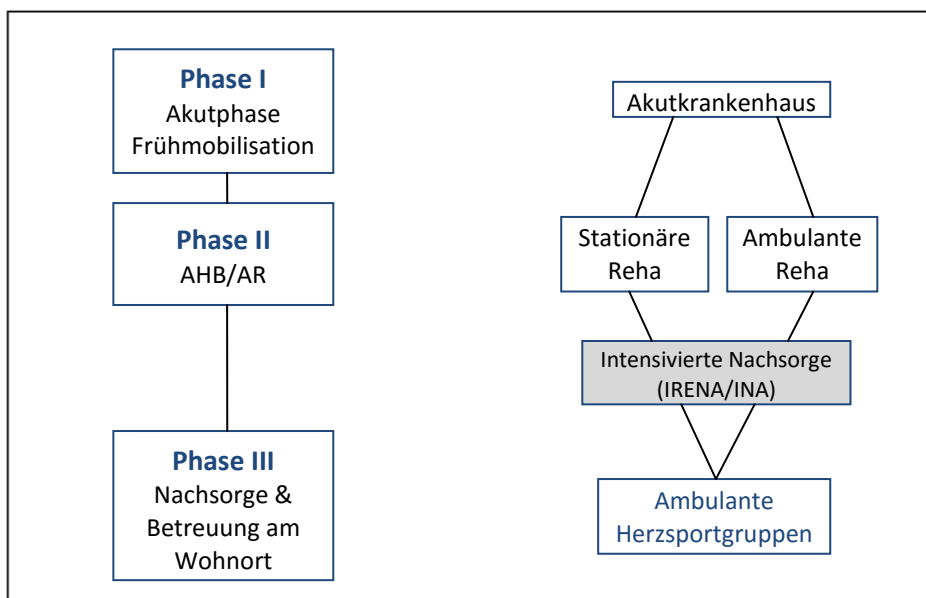 Phase I
Akutphase
Frühmobilisation
Phase II
AHB/AR
Phase III
Nachsorge &
Betreuung am
Wohnort
Akutkrankenhaus
Stationäre
Reha
Ambulante
Reha
Intensivierte Nachsorge
(IRENA/INA)
Ambulante
Herzsportgruppen